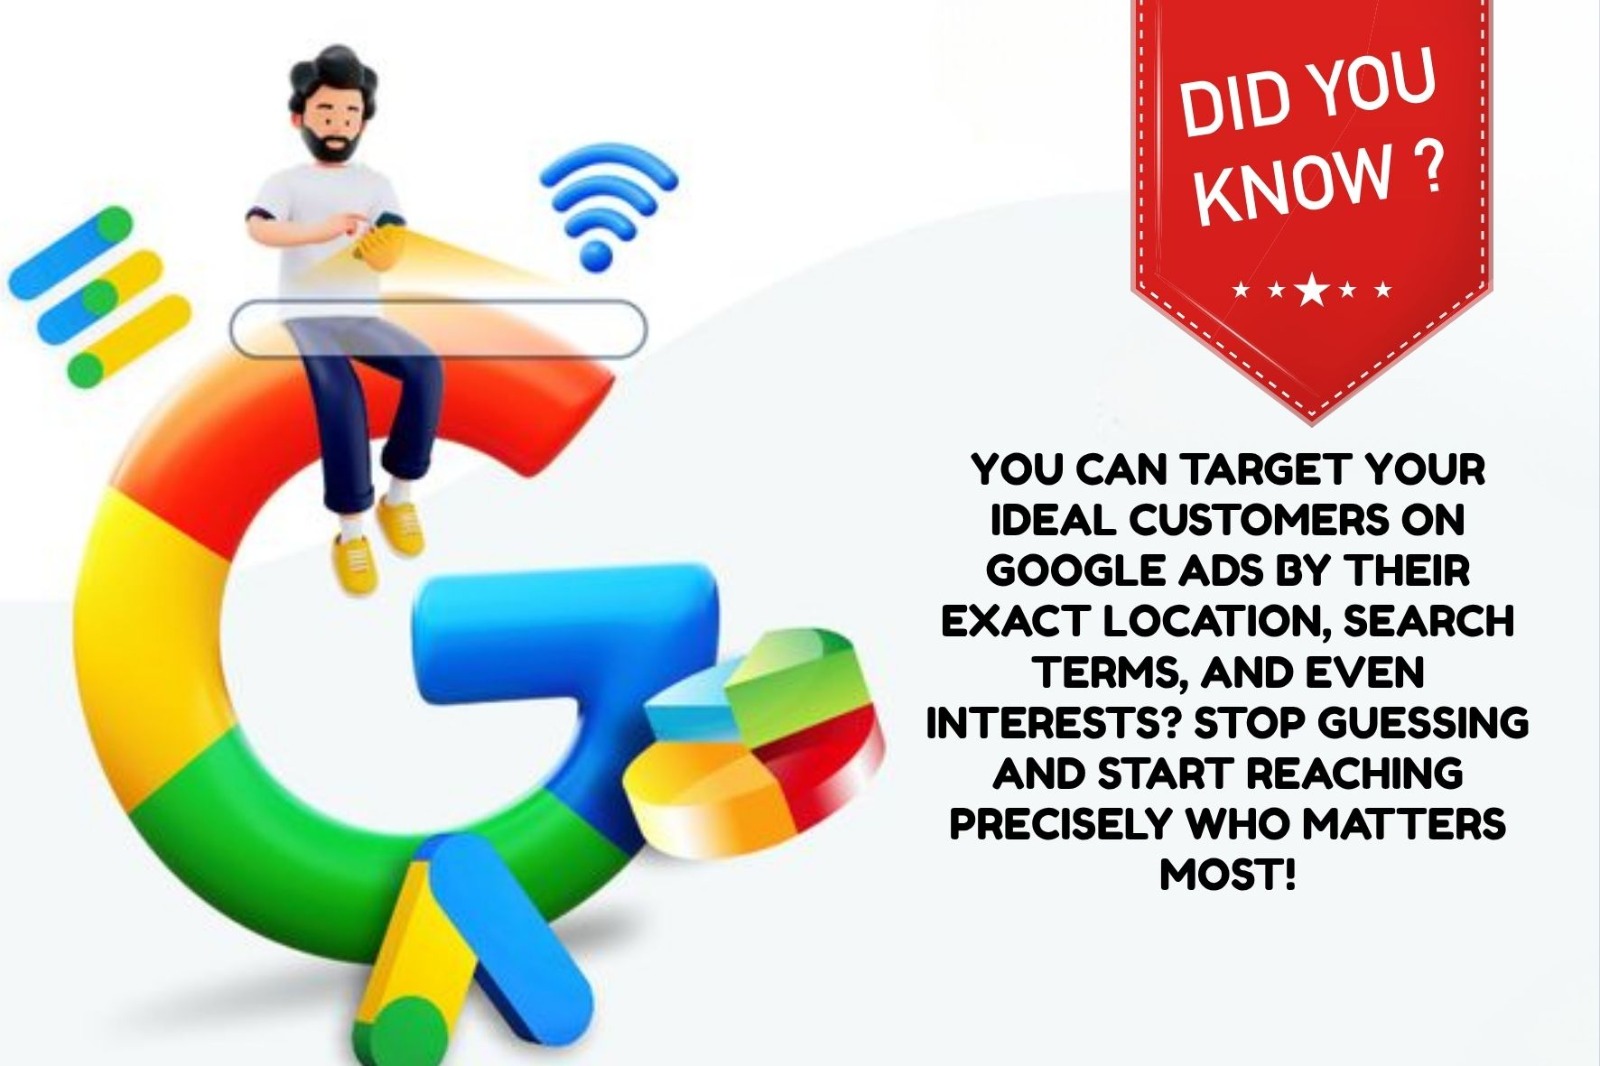 DID YOU
KNOW ?
YOU CAN TARGET YOUR
IDEAL CUSTOMERS ON
GOOGLE ADS BY THEIR
EXACT LOCATION, SEARCH
TERMS, AND EVEN
INTERESTS? STOP GUESSING
AND START REACHING
PRECISELY WHO MATTERS
MOST!